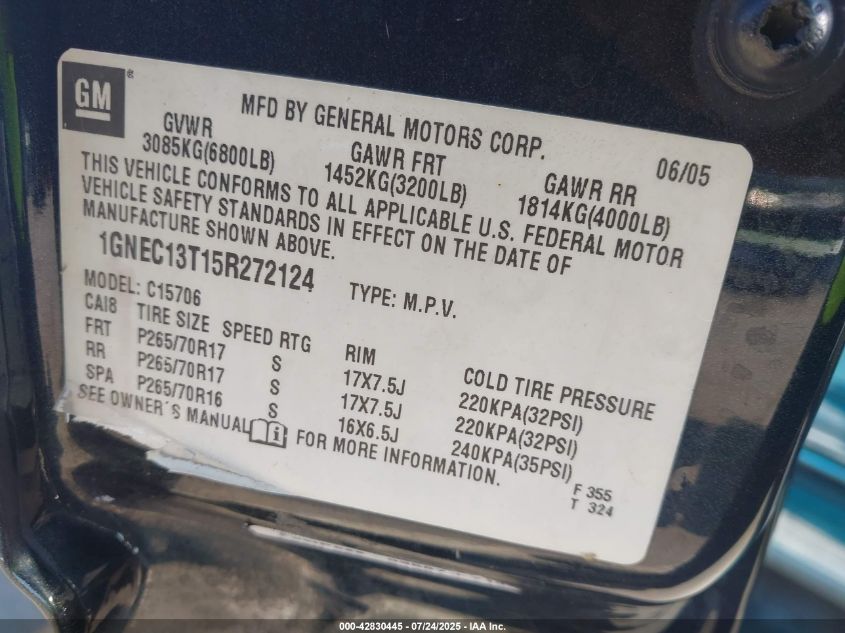 GM ®
MFD BY GENERAL MOTORS CORP. 06/05
GVWR GAWR FRT GAWR RR
3085KG(6800LB) 1452KG(3200LB) 1814KG(4000LB)
THIS VEHICLE CONFORMS TO ALL APPLICABLE U.S. FEDERAL MOTOR
VEHICLE SAFETY STANDARDS IN EFFECT ON THE DATE OF
MANUFACTURE SHOWN ABOVE.
1GNEC13T15R272124 TYPE: M.P.V.
MODEL: C15706
CAI8 TIRE SIZE SPEED RTG RIM COLD TIRE PRESSURE
FRT P265/70R17 S 17X7.5J 220KPA(32PSI)
RR P265/70R17 S 17X7.5J 220KPA(32PSI)
SPA P265/70R16 S 16X6.5J 240KPA(35PSI)
SEE OWNER´S MANUAL i FOR MORE INFORMATION.
F 355
T 324
000-42830445 - 07/24/2025 - IAA Inc.